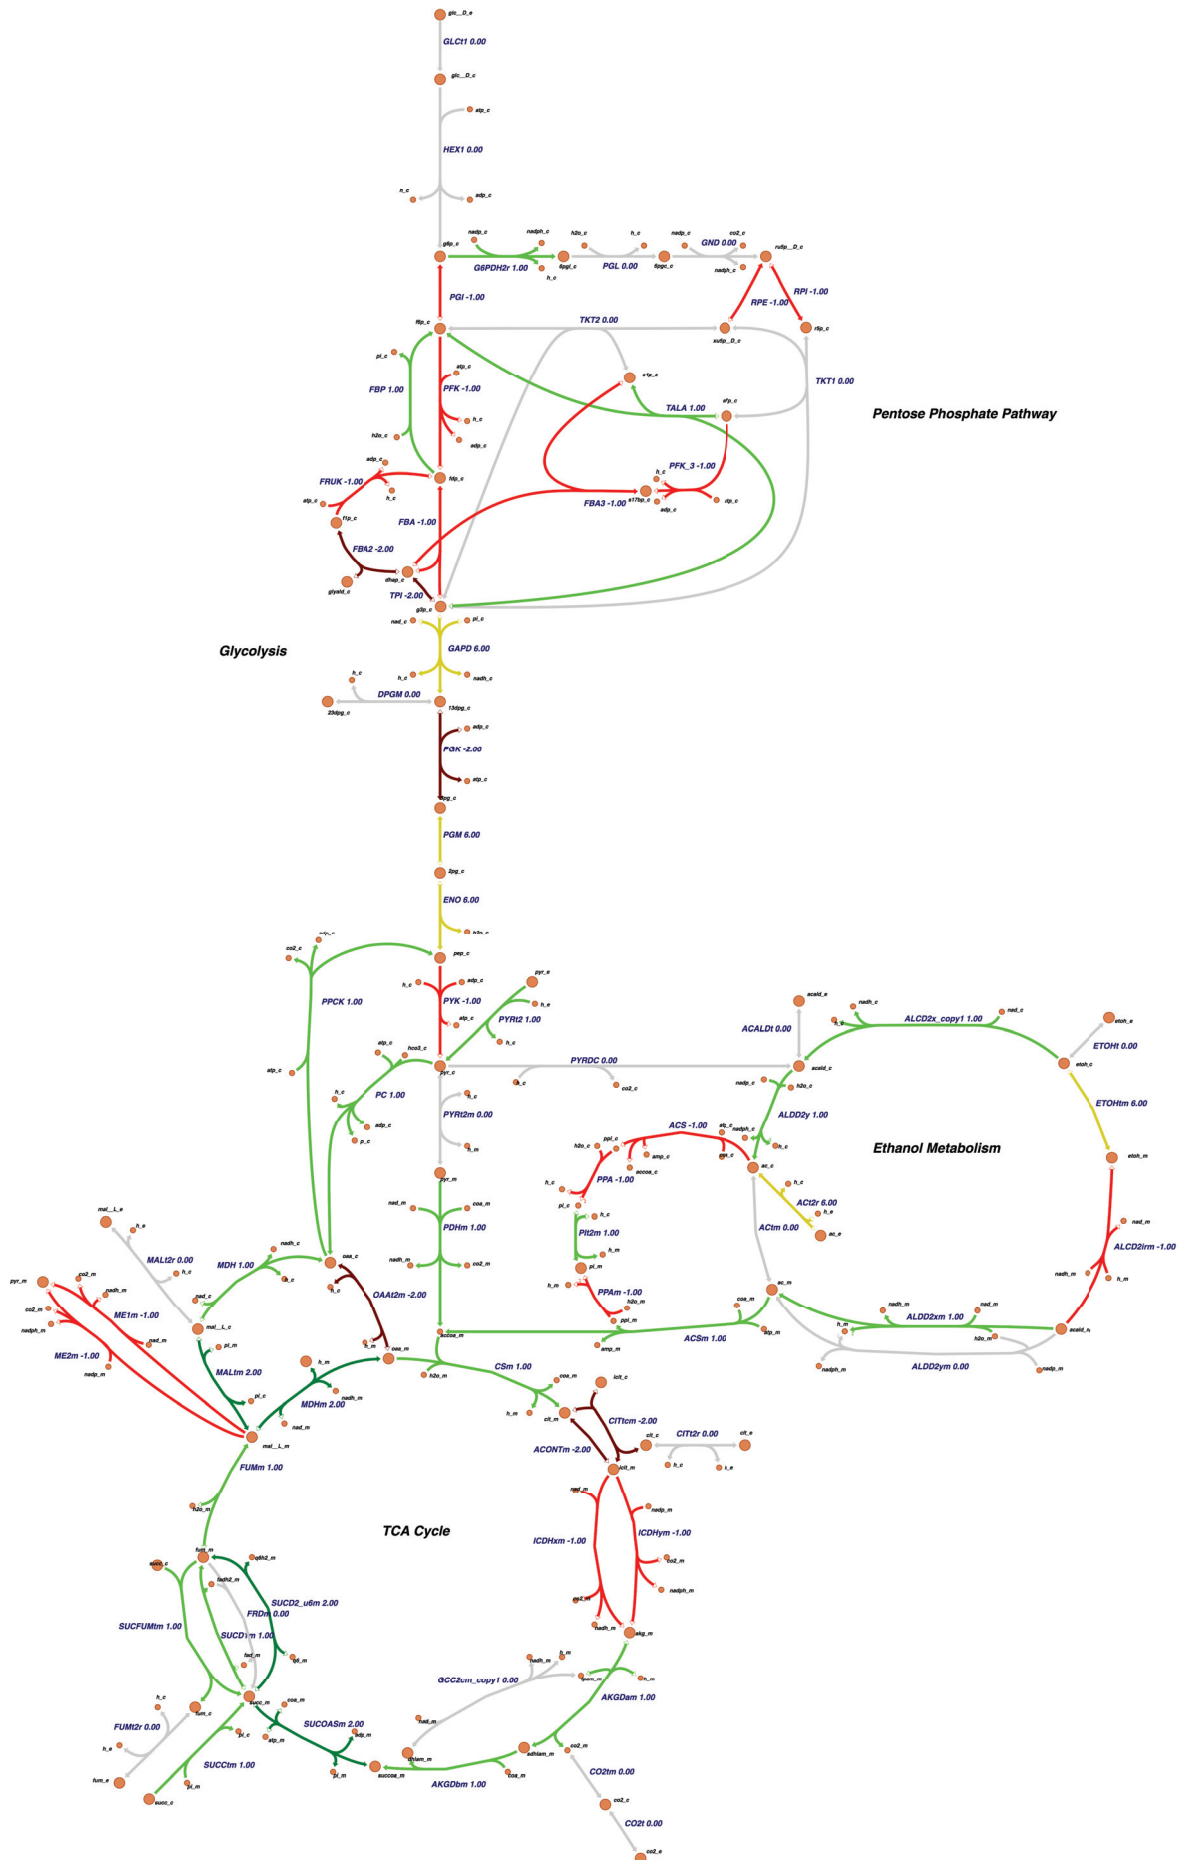 glc__D_e
GLCt1 0.00
glc__D_c
atp_c
HEX1 0.00
h_c
adp_c
nadp_c
nadph_c
h2o_c
h_c
nadp_c
co2_c
ru5p__D_c
g6p_c
GND 0.00
G6PDH2r 1.00
6pgl_c
PGL 0.00
6pgc_c
nadph_c
h_c
PGI -1.00
RPE -1.00
RPI -1.00
f6p_c
TKT2 0.00
xu5p__D_c
r5p_c
pi_c
atp_c
FBP 1.00
PFK -1.00
TKT1 0.00
TALA 1.00
Pentose Phosphate Pathway
h_c
h2o_c
adp_c
adp_c
h_c
PFK_3 -1.00
FRUK -1.00
fdp_c
h_c
atp_c
s17bp_c
adp_c
FBA3 -1.00
f1p_c
FBA -1.00
FBA2 -2.00
dhap_c
glyald_c
TPI -2.00
g3p_c
nad_c
pi_c
Glycolysis
GAPD 6.00
h_c
h_c
nadh_c
DPGM 0.00
23dpg_c
13dpg_c
adp_c
PGK -2.00
atp_c
3pg_c
PGM 6.00
2pg_c
ENO 6.00
co2_c
pep_c
pyr_e
h_c
adp_c
PPCK 1.00
PYK -1.00
h_e
atp_c
PYRt2 1.00
h_c
acald_e
nadh_c
ALCD2x_copy1 1.00
nad_c
h_c
etoh_e
ACALDt 0.00
ETOHt 0.00
atp_c
hco3_c
pyr_c
PYRDC 0.00
acald_c
etoh_c
atp_c
h_c
co2_c
nadp_c
h2o_c
PC 1.00
h_c
h_c
adp_c
PYRt2m 0.00
ALDD2y 1.00
ETOHtm 6.00
nadph_c
h_c
h_m
ACS -1.00
h2o_c
ppi_c
amp_c
accoa_c
Ethanol Metabolism
pyr_m
PPA -1.00
ac_c
etoh_m
h_c
pi_c
h_c
nad_m
coa_m
ACt2r 6.00
h_e
mal__L_e
h_e
h_c
PDHm 1.00
PIt2m 1.00
ACtm 0.00
ac_e
nad_m
h_m
nadh_c
MALt2r 0.00
MDH 1.00
oaa_c
nadh_m
co2_m
pi_m
ALCD2irm -1.00
h_c
h_c
h_c
nadh_m
h_m
pyr_m
co2_m
nadh_m
OAAt2m -2.00
h_m
PPAm -1.00
ac_m
ME1m -1.00
nad_c
h2o_m
coa_m
co2_m
nadph_m
nad_m
mal__L_c
ppi_m
nadh_m
nad_m
ALDD2xm 1.00
accoa_m
atp_m
h_m
h2o_m
ACSm 1.00
amp_m
h_m
oaa_m
ME2m -1.00
nadp_m
pi_m
MALtm 2.00
nadph_m
ALDD2ym 0.00
nadp_m
h_m
CSm 1.00
h2o_m
coa_m
icit_c
pi_c
nadh_m
MDHm 2.00
nad_m
h_m
cit_m
CITtcm -2.00
cit_c
CITt2r 0.00
cit_e
mal__L_m
ACONTm -2.00
h_c
FUMm 1.00
icit_m
nad_m
nadp_m
h2o_m
TCA Cycle
ICDHxm -1.00
ICDHym -1.00
fum_m
succ_c
q6h2_m
fadh2_m
co2_m
nadph_m
co2_m
FRDm 0.00
SUCD2_u6m 2.00
SUCFUMtm 1.00
SUCD1m 1.00
nadh_m
akg_m
fad_m
q6_m
nadh_m
h_m
GCC2cm_copy1 0.00
AKGDam 1.00
succ_m
h_c
fum_c
coa_m
FUMt2r 0.00
atp_m
SUCOASm 2.00
adp_m
nad_m
pi_c
h_e
dhlam_m
adhlam_m
co2_m
SUCCtm 1.00
pi_m
pi_m
succoa_m
coa_m
CO2tm 0.00
fum_e
AKGDbm 1.00
succ_c
co2_c
CO2t 0.00
co2_e